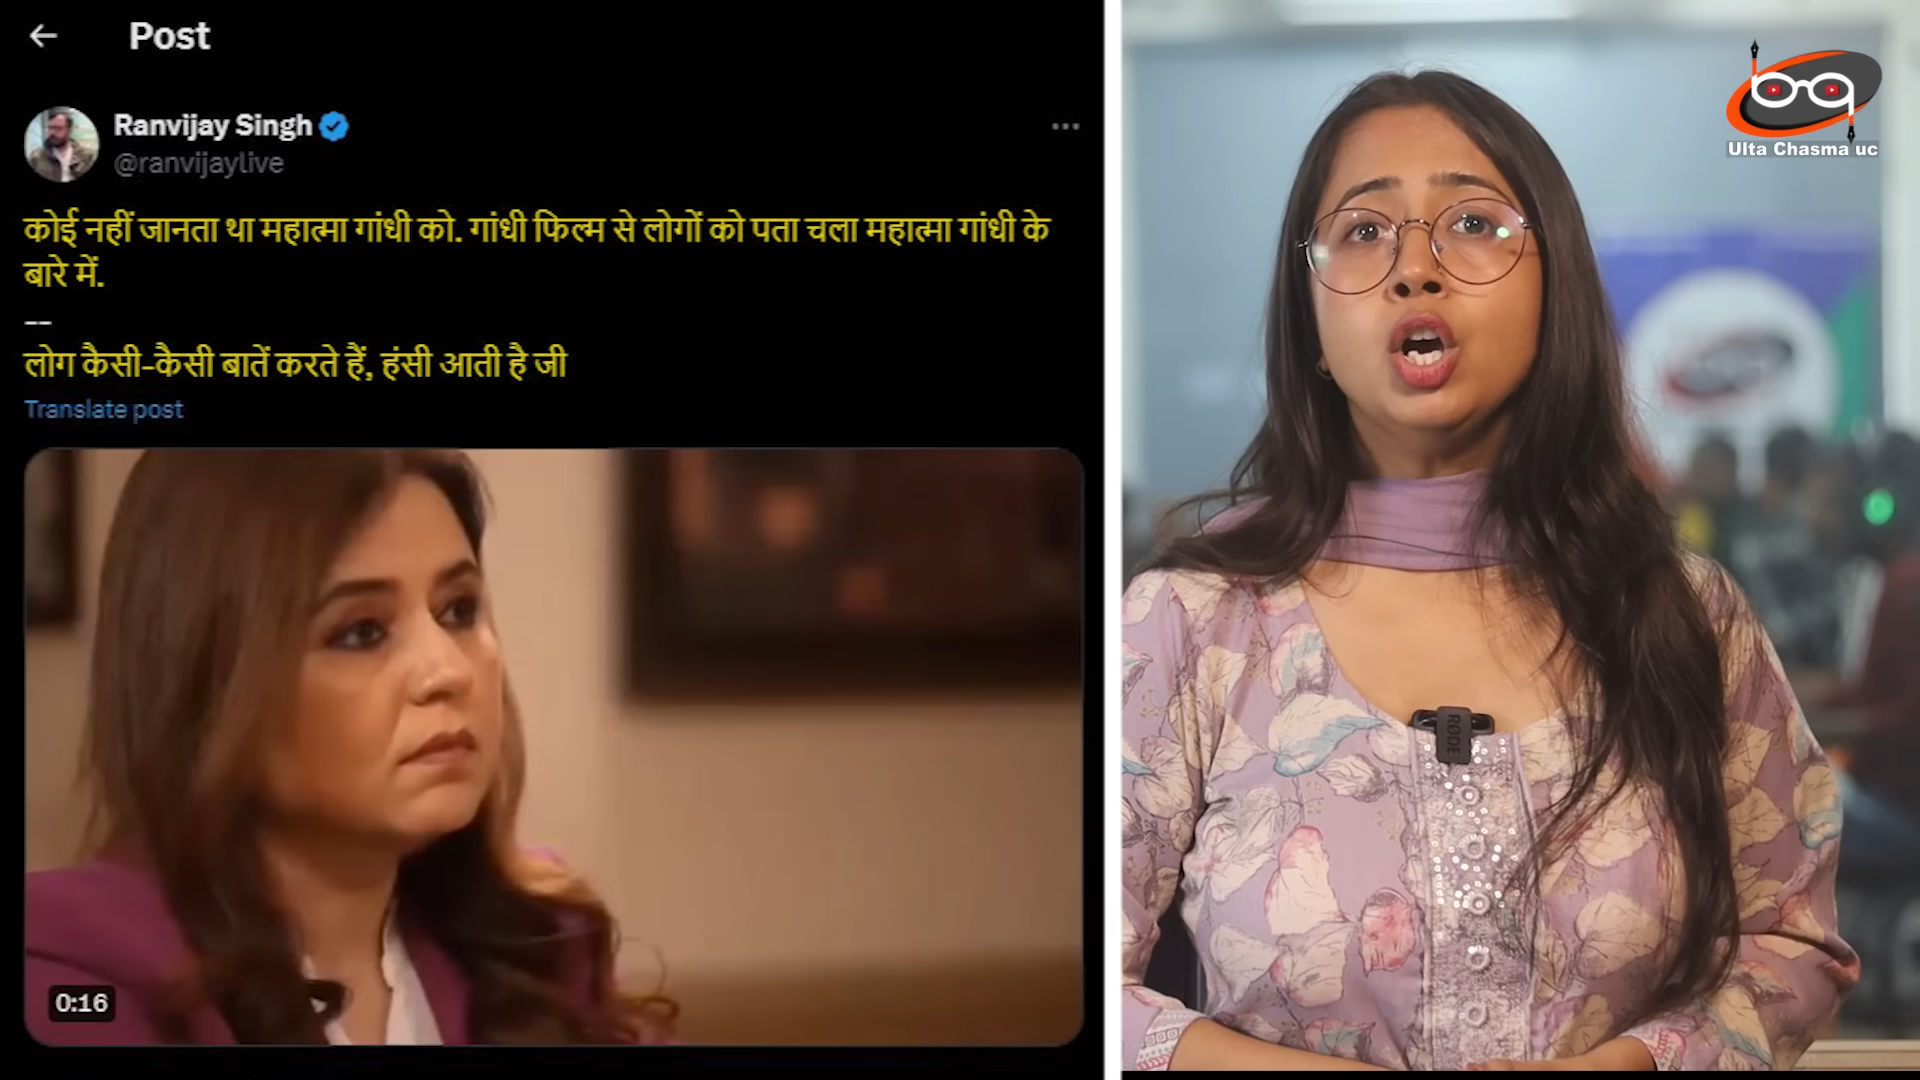 Post
Ranvijay Singh
@ranvijaylive
कोई नहीं जानता था महात्मा गांधी को. गांधी फिल्म से लोगों को पता चला महात्मा गांधी के
बारे में.
--
लोग कैसी-कैसी बातें करते हैं, हंसी आती है जी
Translate post
0:16
Ulta Chasma uc
RØDE